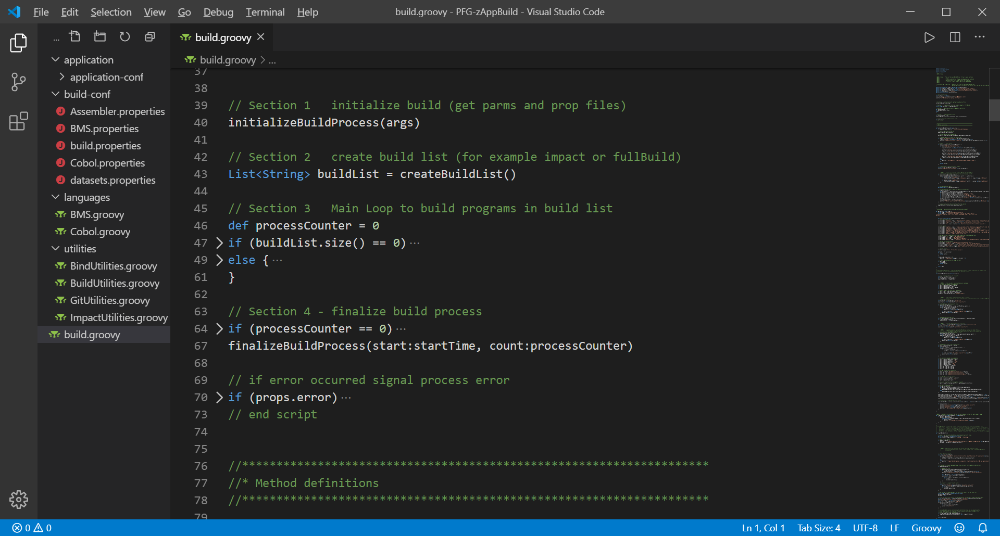 File Edit Selection View Go Debug Terminal Help build.groovy - PFG-zAppBuild - Visual Studio Code
build.groovy
application
application-conf
build-conf
Assembler.properties
BMS.properties
build.properties
Cobol.properties
datasets.properties
languages
BMS.groovy
Cobol.groovy
utilities
BindUtilities.groovy
BuildUtilities.groovy
GitUtilities.groovy
ImpactUtilities.groovy
build.groovy
build.groovy > ...
37
38
39 // Section 1   initialize build (get parms and prop files)
40 initializeBuildProcess(args)
41
42 // Section 2   create build list (for example impact or fullBuild)
43 List<String> buildList = createBuildList()
44
45 // Section 3   Main Loop to build programs in build list
46 def processCounter = 0
47 if (buildList.size() == 0)···
49 else {···
61 }
62
63 // Section 4 - finalize build process
64 if (processCounter == 0)···
67 finalizeBuildProcess(start:startTime, count:processCounter)
68
69 // if error occurred signal process error
70 if (props.error)···
73 // end script
74
75
76 //********************************************************************
77 //* Method definitions
78 //********************************************************************
79
0 0 Ln 1, Col 1 Tab Size: 4 UTF-8 LF Groovy